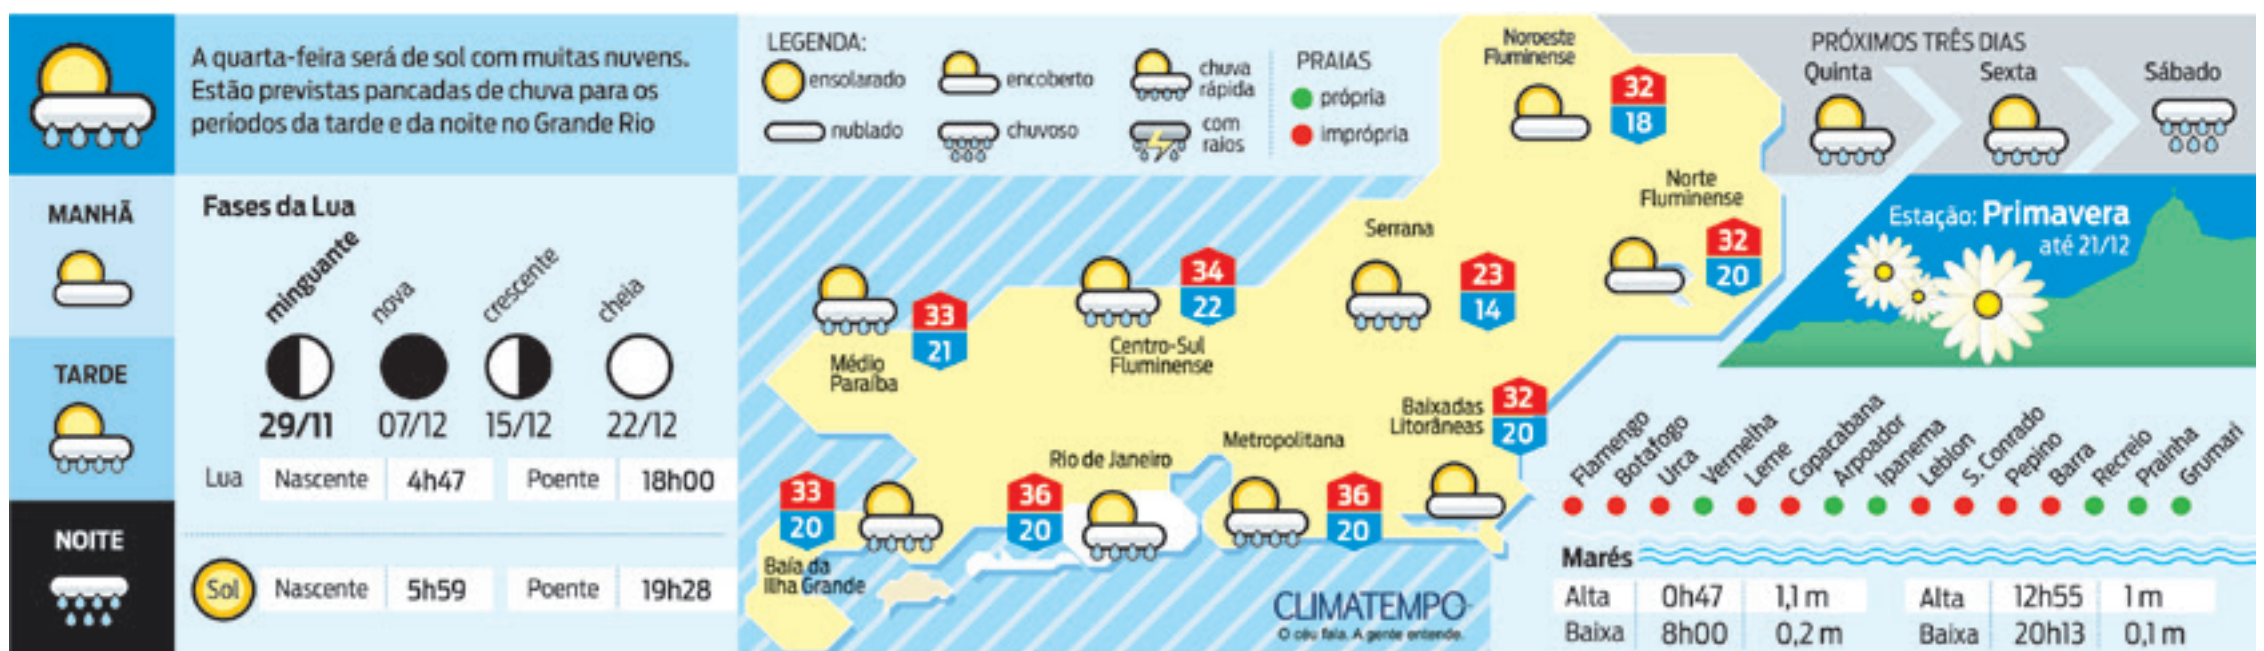 A quarta-feira será de sol com muitas nuvens.
Estão previstas pancadas de chuva para os
períodos da tarde e da noite no Grande Rio
MANHÃ
TARDE
NOITE
Fases da Lua
minguante
nova
crescente
cheia
29/11
07/12
15/12
22/12
Lua Nascente 4h47 Poente 18h00
Sol Nascente 5h59 Poente 19h28
LEGENDA:
ensolarado
encoberto
chuva
rápida
nublado
chuvoso
com
raios
PRAIAS
própria
imprópria
Noroeste
Fluminense
32
18
Norte
Fluminense
32
20
Serrana
23
14
34
22
Centro-Sul
Fluminense
33
21
Médio
Paraíba
Baixadas
Litorâneas
32
20
Metropolitana
36
20
Rio de Janeiro
36
20
33
20
Baía da
Ilha Grande
CLIMATEMPO
O céu fala. A gente entende.
PRÓXIMOS TRÊS DIAS
Quinta
Sexta
Sábado
Estação: Primavera
até 21/12
Flamengo
Botafogo
Urca
Vermelha
Leme
Copacabana
Arpoador
Ipanema
Leblon
S. Conrado
Pepino
Barra
Recreio
Prainha
Grumari
Marés
Alta 0h47 1,1 m Alta 12h55 1 m
Baixa 8h00 0,2 m Baixa 20h13 0,1 m